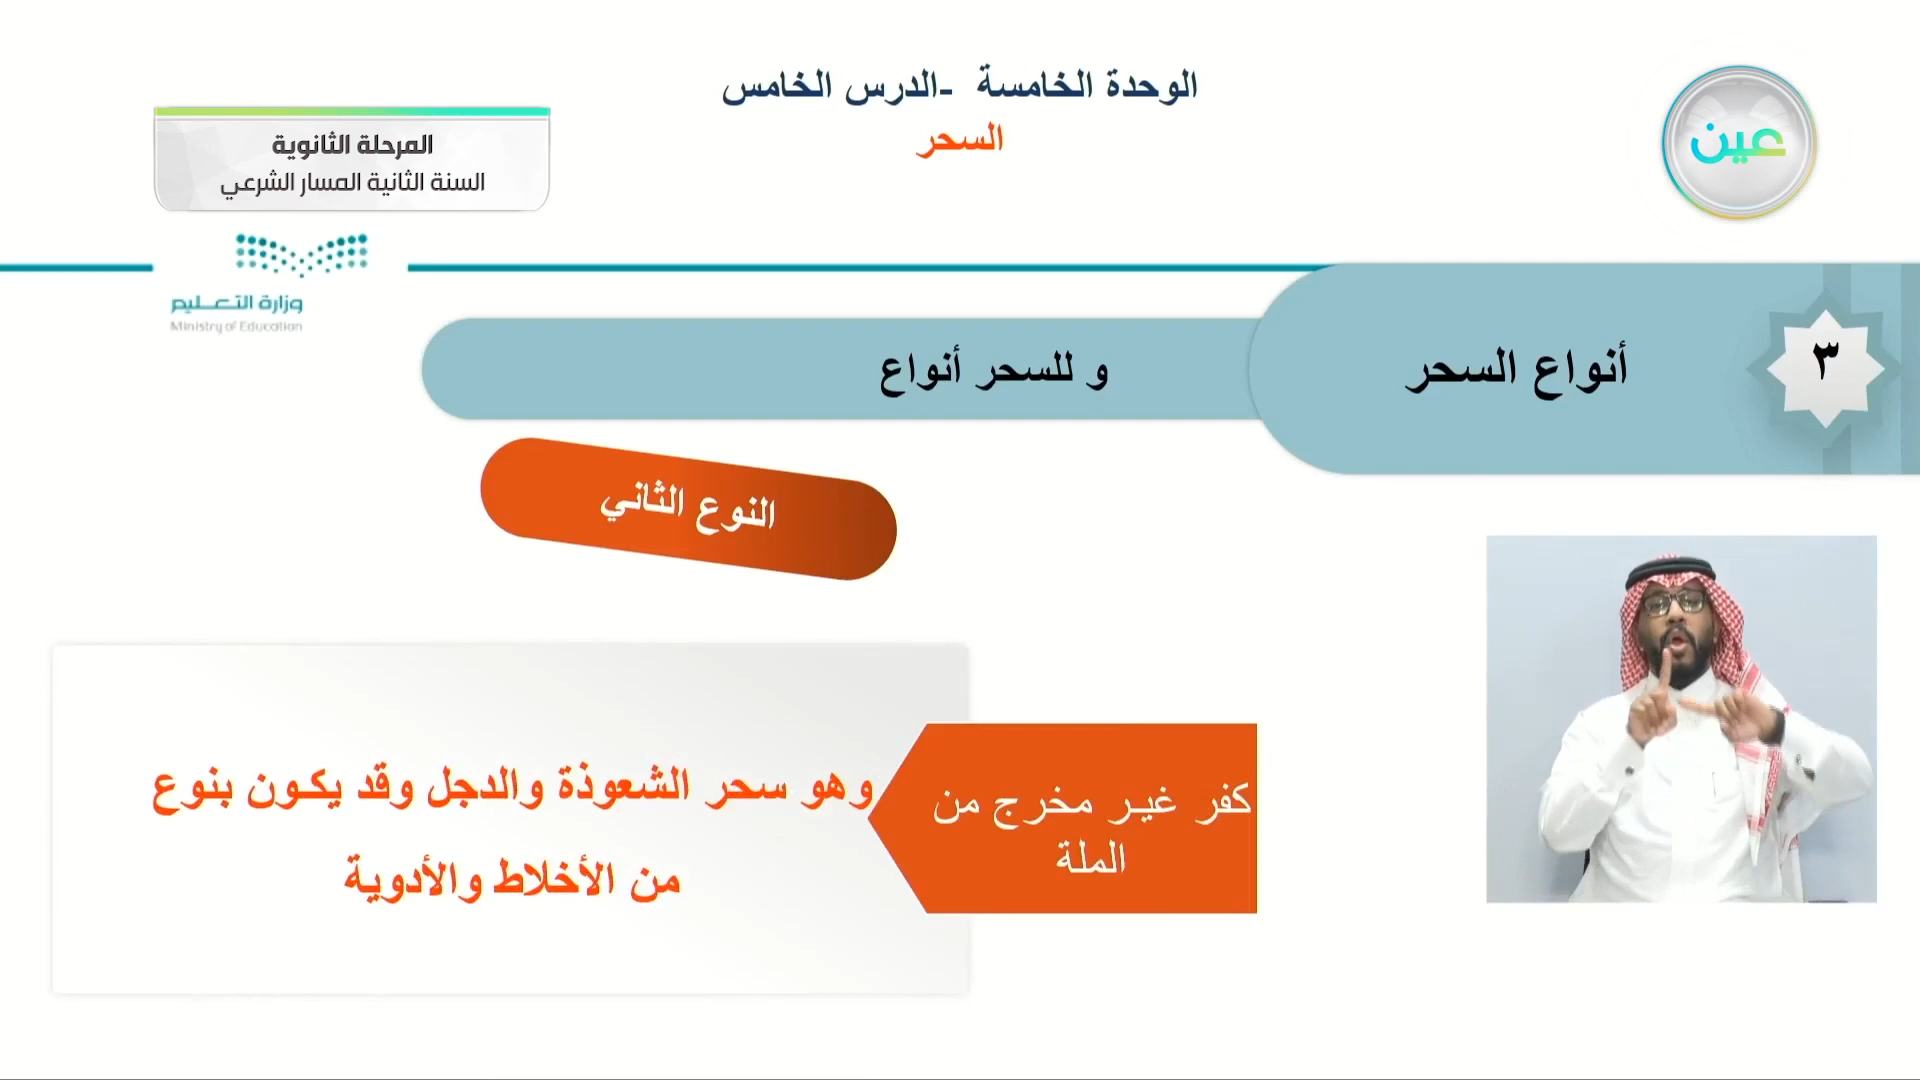 الوحدة الخامسة -الدرس الخامس
السحر
عين
المرحلة الثانوية
السنة الثانية المسار الشرعي
وزارة التعليم
Ministry of Education
٣
أنواع السحر
و للسحر أنواع
النوع الثاني
كفر غير مخرج من
الملة
وهو سحر الشعوذة والدجل وقد يكون بنوع
من الأخلاط والأدوية